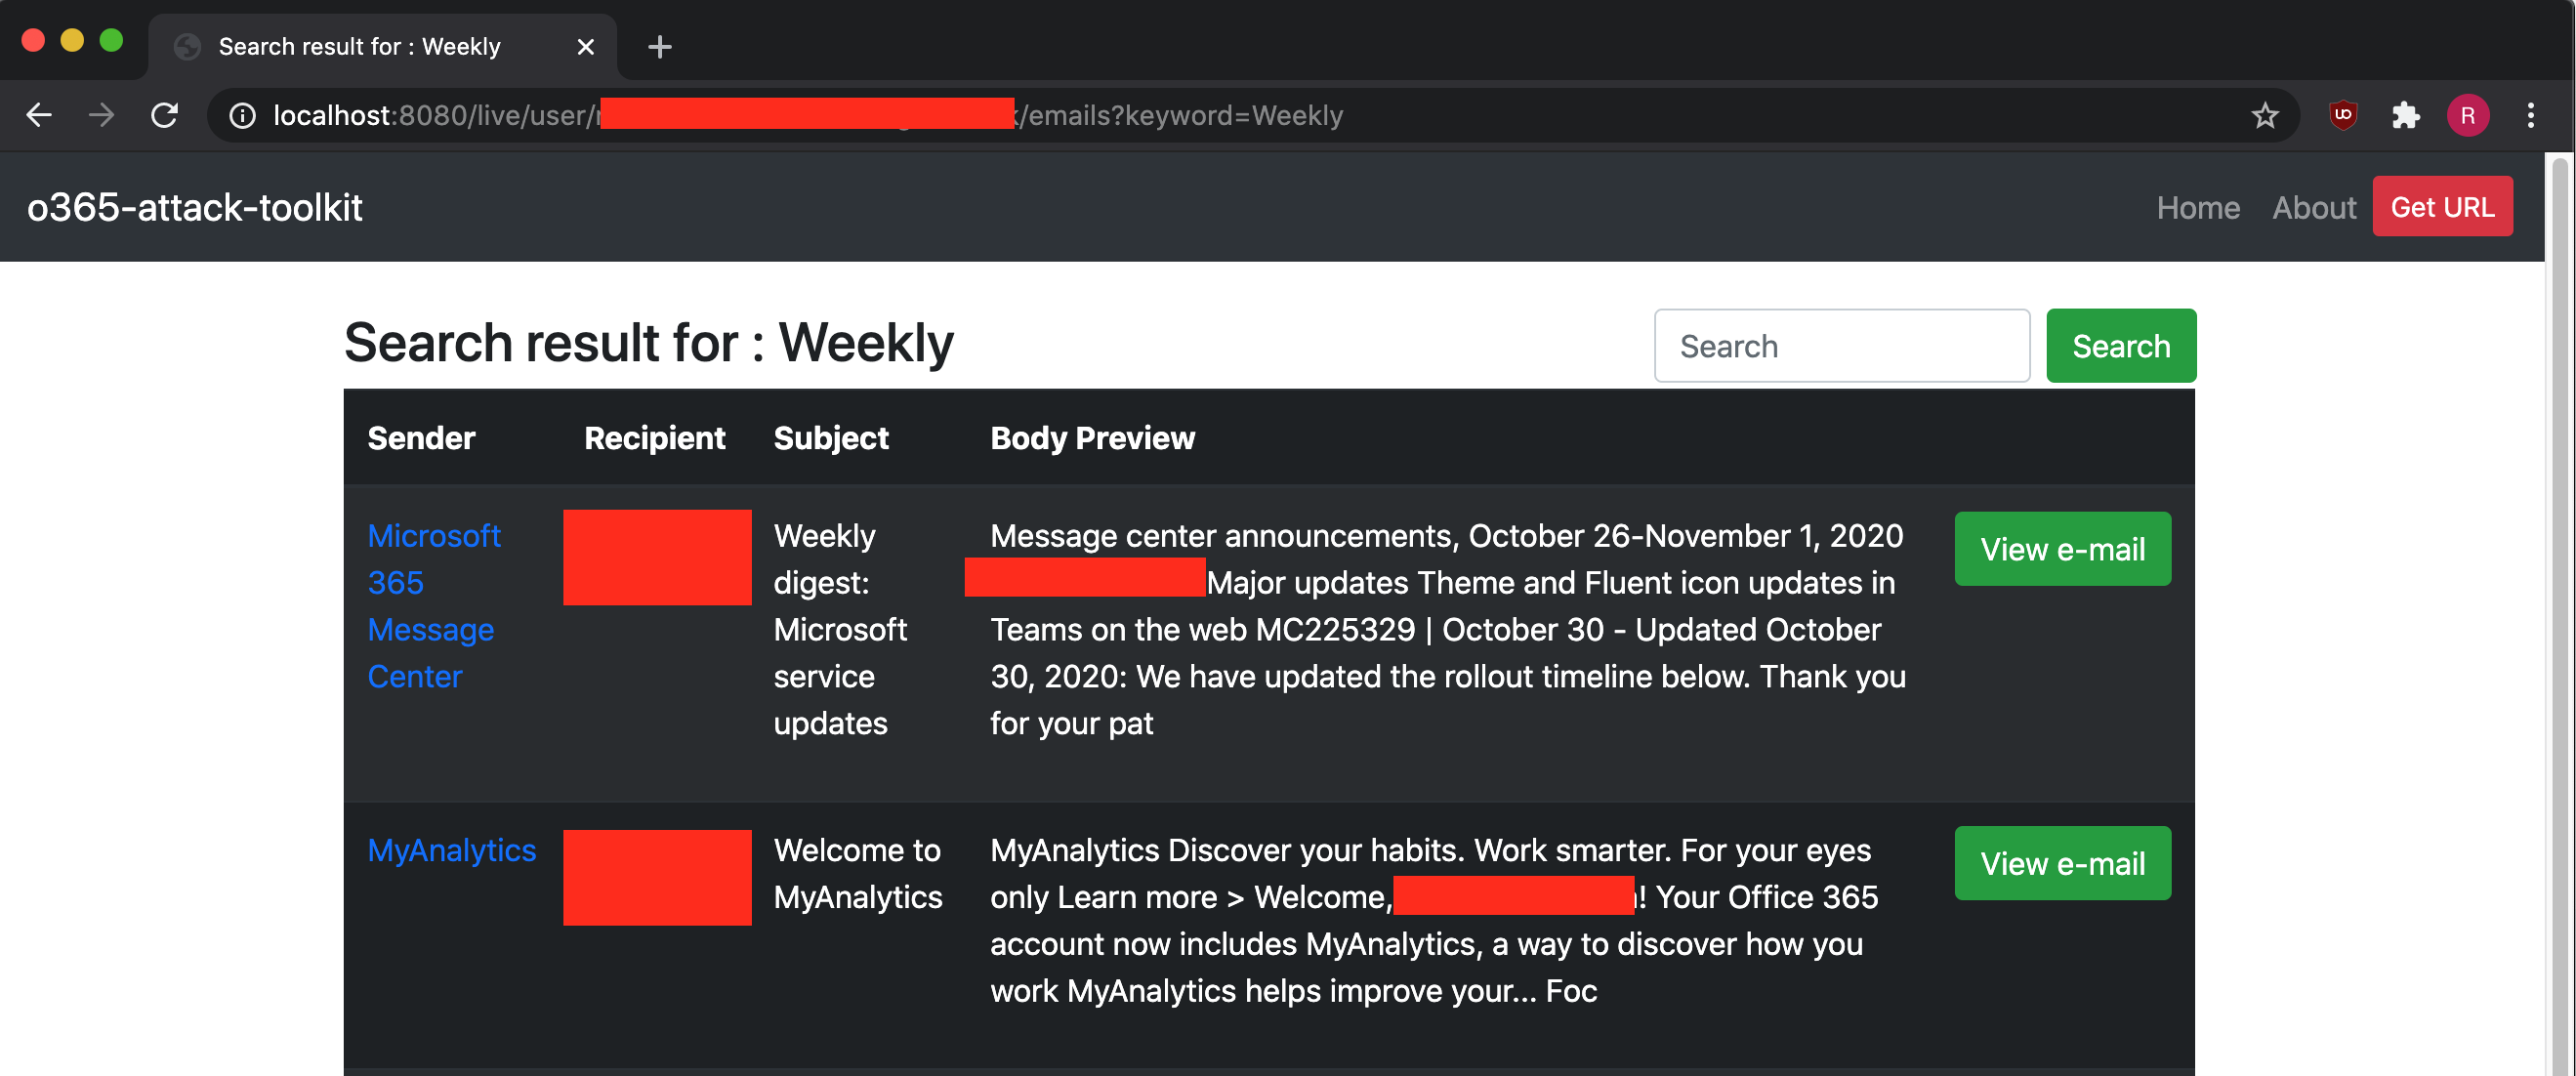 Search result for : Weekly
localhost:8080/live/user/ /emails?keyword=Weekly
R
o365-attack-toolkit
Home About Get URL
Search result for : Weekly
Search Search
Sender Recipient Subject Body Preview
Microsoft
365
Message
Center
Weekly
digest:
Microsoft
service
updates
Message center announcements, October 26-November 1, 2020
Major updates Theme and Fluent icon updates in
Teams on the web MC225329 | October 30 - Updated October
30, 2020: We have updated the rollout timeline below. Thank you
for your pat
View e-mail
MyAnalytics
Welcome to
MyAnalytics
MyAnalytics Discover your habits. Work smarter. For your eyes
only Learn more > Welcome, ! Your Office 365
account now includes MyAnalytics, a way to discover how you
work MyAnalytics helps improve your... Foc
View e-mail